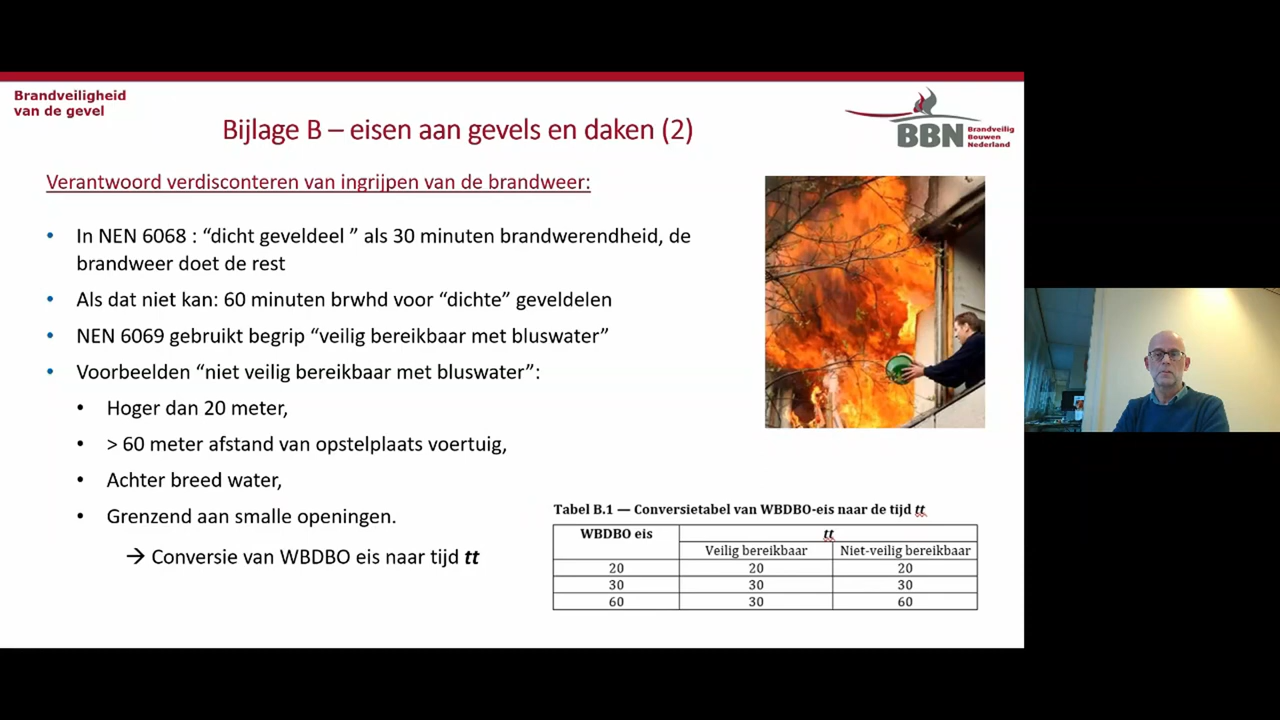 Brandveiligheid
van de gevel
Bijlage B – eisen aan gevels en daken (2)
BBN Brandveilig
Bouwen
Nederland
Verantwoord verdisconteren van ingrijpen van de brandweer:
• In NEN 6068 : “dicht geveldeel ” als 30 minuten brandwerendheid, de
brandweer doet de rest
• Als dat niet kan: 60 minuten brwhd voor “dichte” geveldelen
• NEN 6069 gebruikt begrip “veilig bereikbaar met bluswater”
• Voorbeelden “niet veilig bereikbaar met bluswater”:
• Hoger dan 20 meter,
• > 60 meter afstand van opstelplaats voertuig,
• Achter breed water,
• Grenzend aan smalle openingen.
→ Conversie van WBDBO eis naar tijd tt
Tabel B.1 — Conversietabel van WBDBO-eis naar de tijd tt
WBDBO eis tt
Veilig bereikbaar Niet-veilig bereikbaar
20 20 20
30 30 30
60 30 60